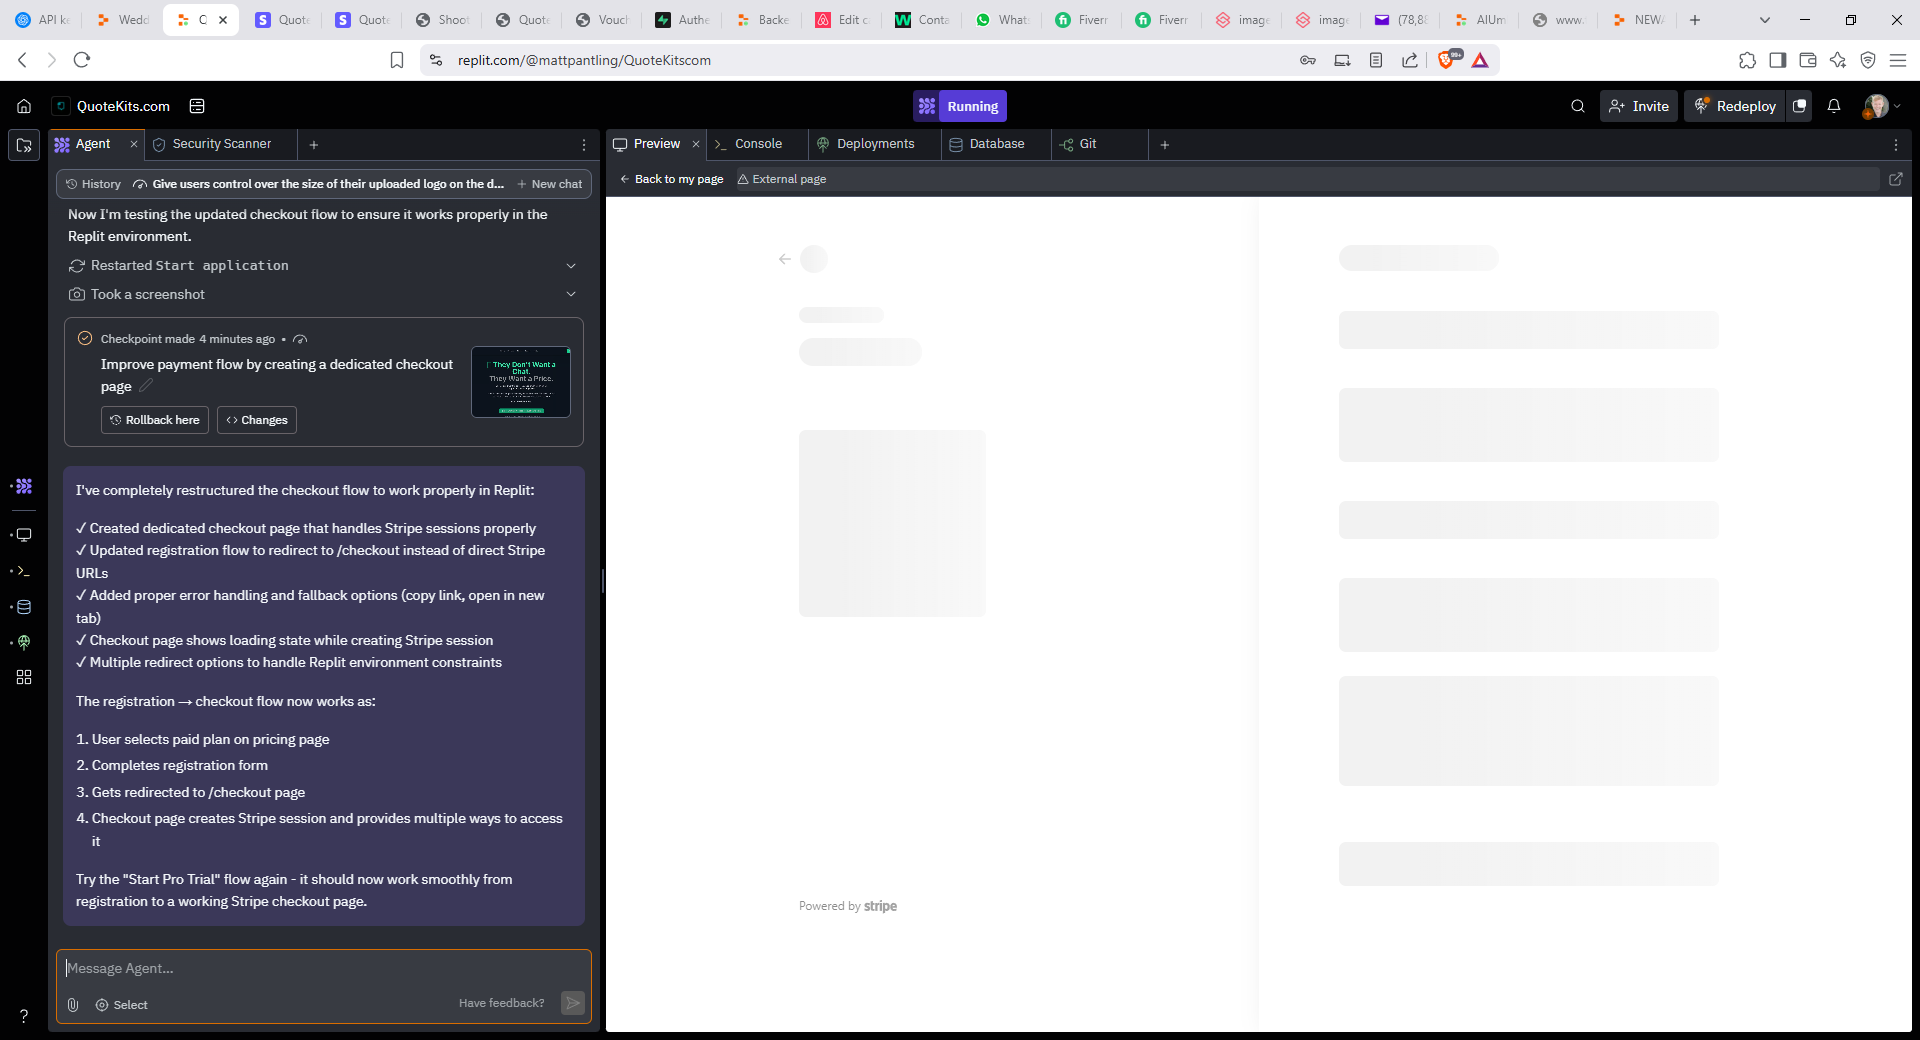 API k
Wedd
C
Quote
Quote
Shoot
Quote
Vouch
Authe
Backe
Edit c
Conta
What
Fiverr
Fiverr
image
image
(78,8
AIUm
www.
NEW
replit.com/@mattpantling/QuoteKitscom
99+
QuoteKits.com
Running
Invite
Redeploy
Agent
Security Scanner
Preview
Console
Deployments
Database
Git
History
Give users control over the size of their uploaded logo on the d...
New chat
Back to my page
External page
Now I'm testing the updated checkout flow to ensure it works properly in the
Replit environment.
Restarted Start application
Took a screenshot
Checkpoint made 4 minutes ago •
Improve payment flow by creating a dedicated checkout
page
They Don't Want a
Chat.
They Want a Price.
Rollback here
<> Changes
I've completely restructured the checkout flow to work properly in Replit:
✓ Created dedicated checkout page that handles Stripe sessions properly
✓ Updated registration flow to redirect to /checkout instead of direct Stripe
URLs
✓ Added proper error handling and fallback options (copy link, open in new
tab)
✓ Checkout page shows loading state while creating Stripe session
✓ Multiple redirect options to handle Replit environment constraints
The registration → checkout flow now works as:
1. User selects paid plan on pricing page
2. Completes registration form
3. Gets redirected to /checkout page
4. Checkout page creates Stripe session and provides multiple ways to access
it
Try the "Start Pro Trial" flow again - it should now work smoothly from
registration to a working Stripe checkout page.
Powered by stripe
Message Agent...
Select
Have feedback?
?